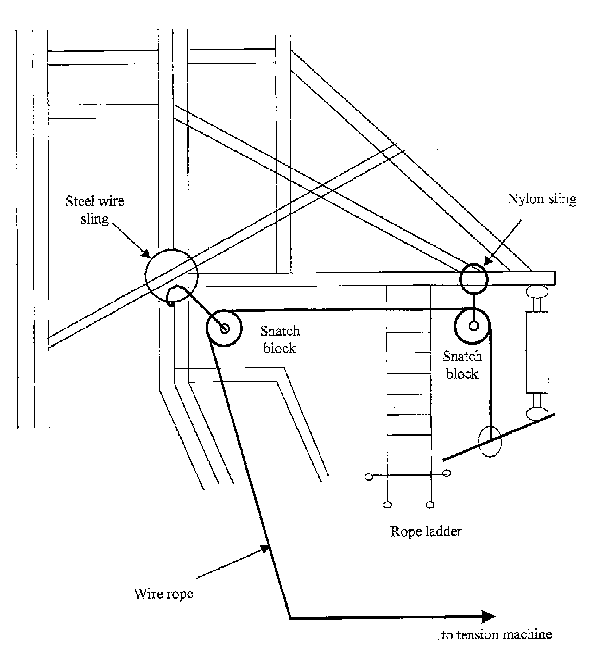 Steel wire
sling
Nylon sling
Snatch
block
Snatch
block
Rope ladder
Wire rope
to tension machine